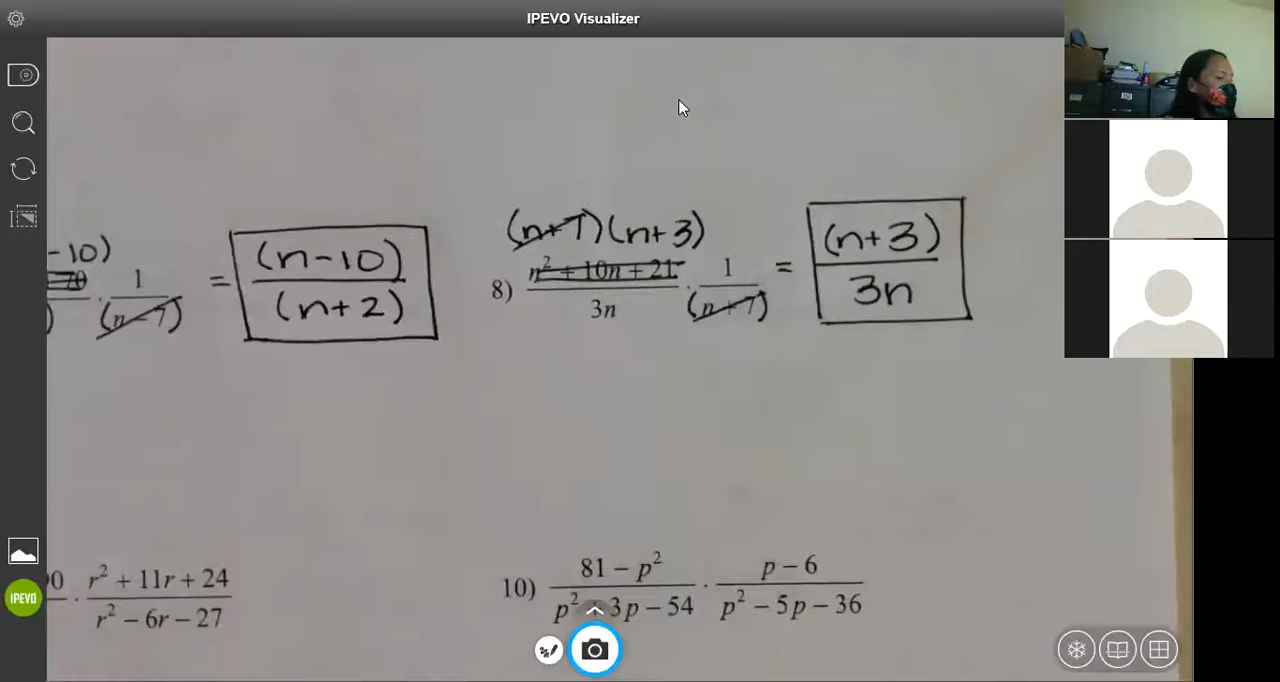 IPEVO Visualizer
-10)
1
(n-7)
=
(n-10)
(n+2)
(n+7)(n+3)
8)
n² + 10n + 21
3n
·
1
(n+7)
=
(n+3)
3n
r² + 11r + 24
r² − 6r − 27
·
10)
81 − p²
p² + 3p − 54
·
p − 6
p² − 5p − 36
IPEVO